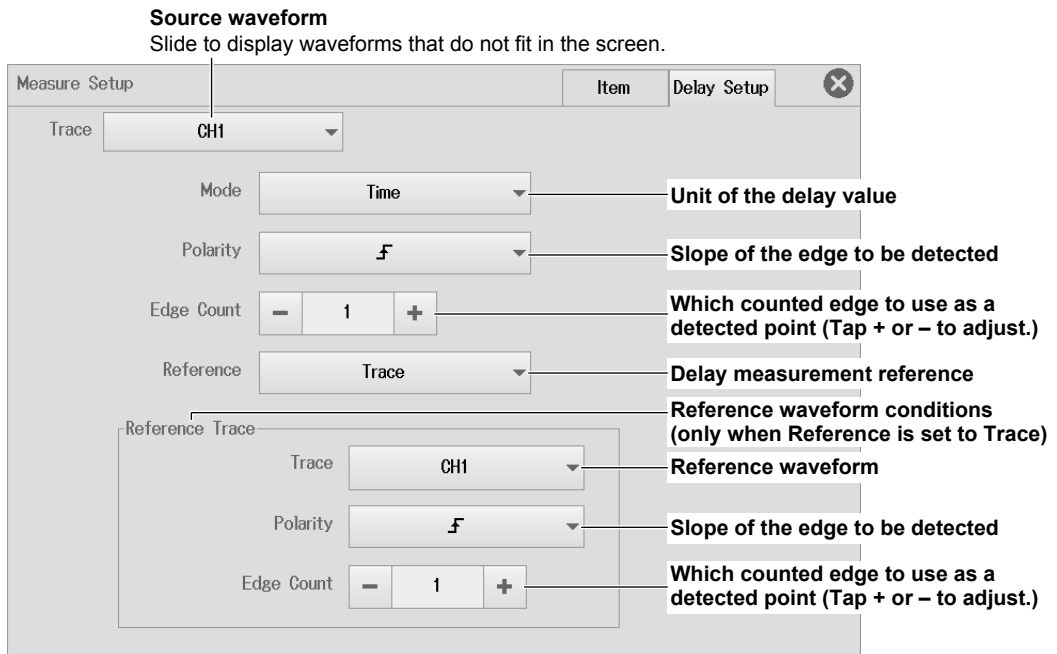 Source waveform
Slide to display waveforms that do not fit in the screen.
Measure Setup
Item
Delay Setup
Trace
CH1
Mode
Time
Unit of the delay value
Polarity
Slope of the edge to be detected
Edge Count
−
1
+
Which counted edge to use as a
detected point (Tap + or – to adjust.)
Reference
Trace
Delay measurement reference
Reference waveform conditions
(only when Reference is set to Trace)
Reference Trace
Trace
CH1
Reference waveform
Polarity
Slope of the edge to be detected
Edge Count
−
1
+
Which counted edge to use as a
detected point (Tap + or – to adjust.)